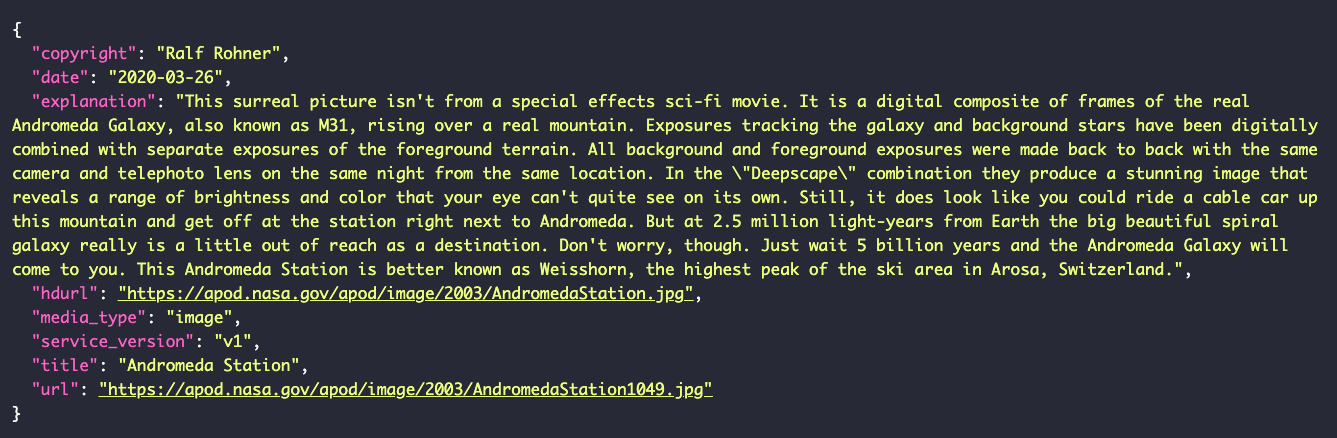 {
"copyright": "Ralf Rohner",
"date": "2020-03-26",
"explanation": "This surreal picture isn't from a special effects sci-fi movie. It is a digital composite of frames of the real
Andromeda Galaxy, also known as M31, rising over a real mountain. Exposures tracking the galaxy and background stars have been digitally
combined with separate exposures of the foreground terrain. All background and foreground exposures were made back to back with the same
camera and telephoto lens on the same night from the same location. In the \"Deepscape\" combination they produce a stunning image that
reveals a range of brightness and color that your eye can't quite see on its own. Still, it does look like you could ride a cable car up
this mountain and get off at the station right next to Andromeda. But at 2.5 million light-years from Earth the big beautiful spiral
galaxy really is a little out of reach as a destination. Don't worry, though. Just wait 5 billion years and the Andromeda Galaxy will
come to you. This Andromeda Station is better known as Weisshorn, the highest peak of the ski area in Arosa, Switzerland.",
"hdurl": "https://apod.nasa.gov/apod/image/2003/AndromedaStation.jpg",
"media_type": "image",
"service_version": "v1",
"title": "Andromeda Station",
"url": "https://apod.nasa.gov/apod/image/2003/AndromedaStation1049.jpg"
}